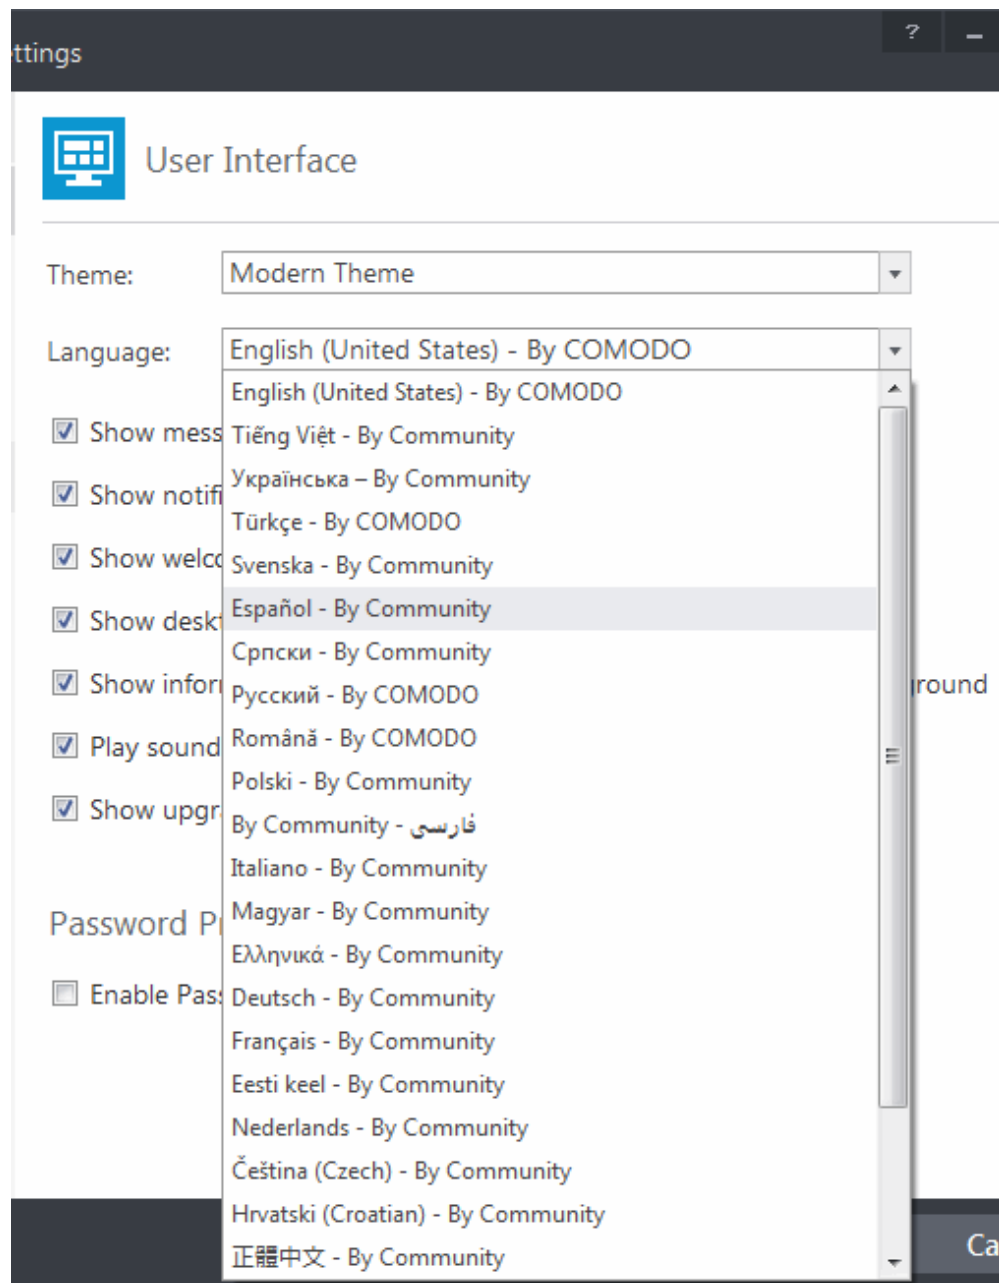 ttings
?
User Interface
Theme: Modern Theme
Language: English (United States) - By COMODO
English (United States) - By COMODO
Show mess Tiếng Việt - By Community
Українська – By Community
Show notifi Türkçe - By COMODO
Show welco Svenska - By Community
Show deskt Español - By Community
Српски - By Community
Show inforr Русский - By COMODO round
Play sound Română - By COMODO
Polski - By Community
Show upgra By Community - فارسی
Italiano - By Community
Password Pr Magyar - By Community
Ελληνικά - By Community
Enable Pass Deutsch - By Community
Français - By Community
Eesti keel - By Community
Nederlands - By Community
Čeština (Czech) - By Community
Hrvatski (Croatian) - By Community
正體中文 - By Community
Ca